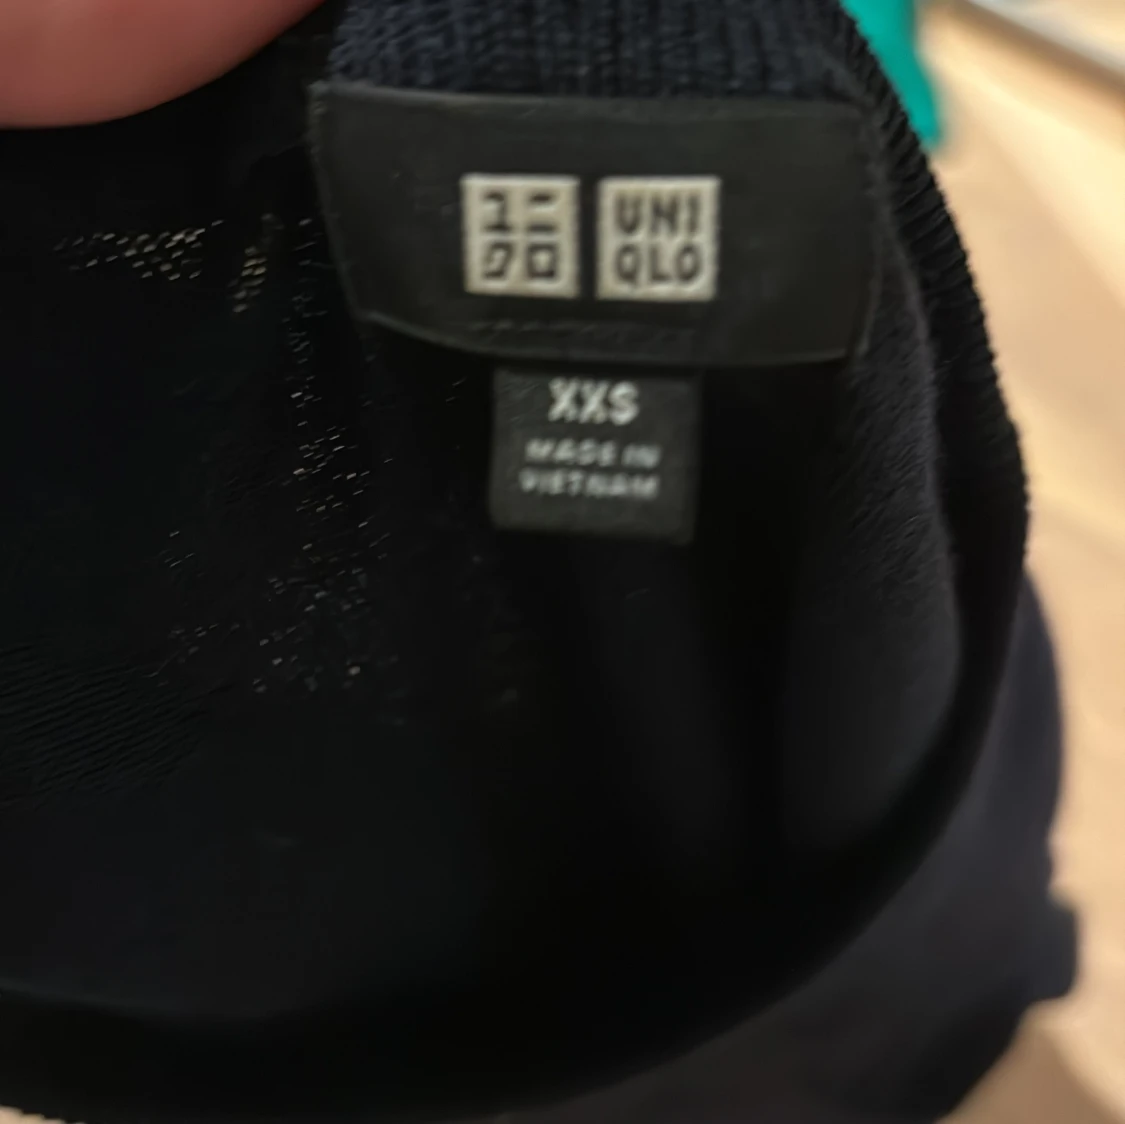 ユニ
クロ
UNI
QLO
XXS
MADE IN
VIETNAM